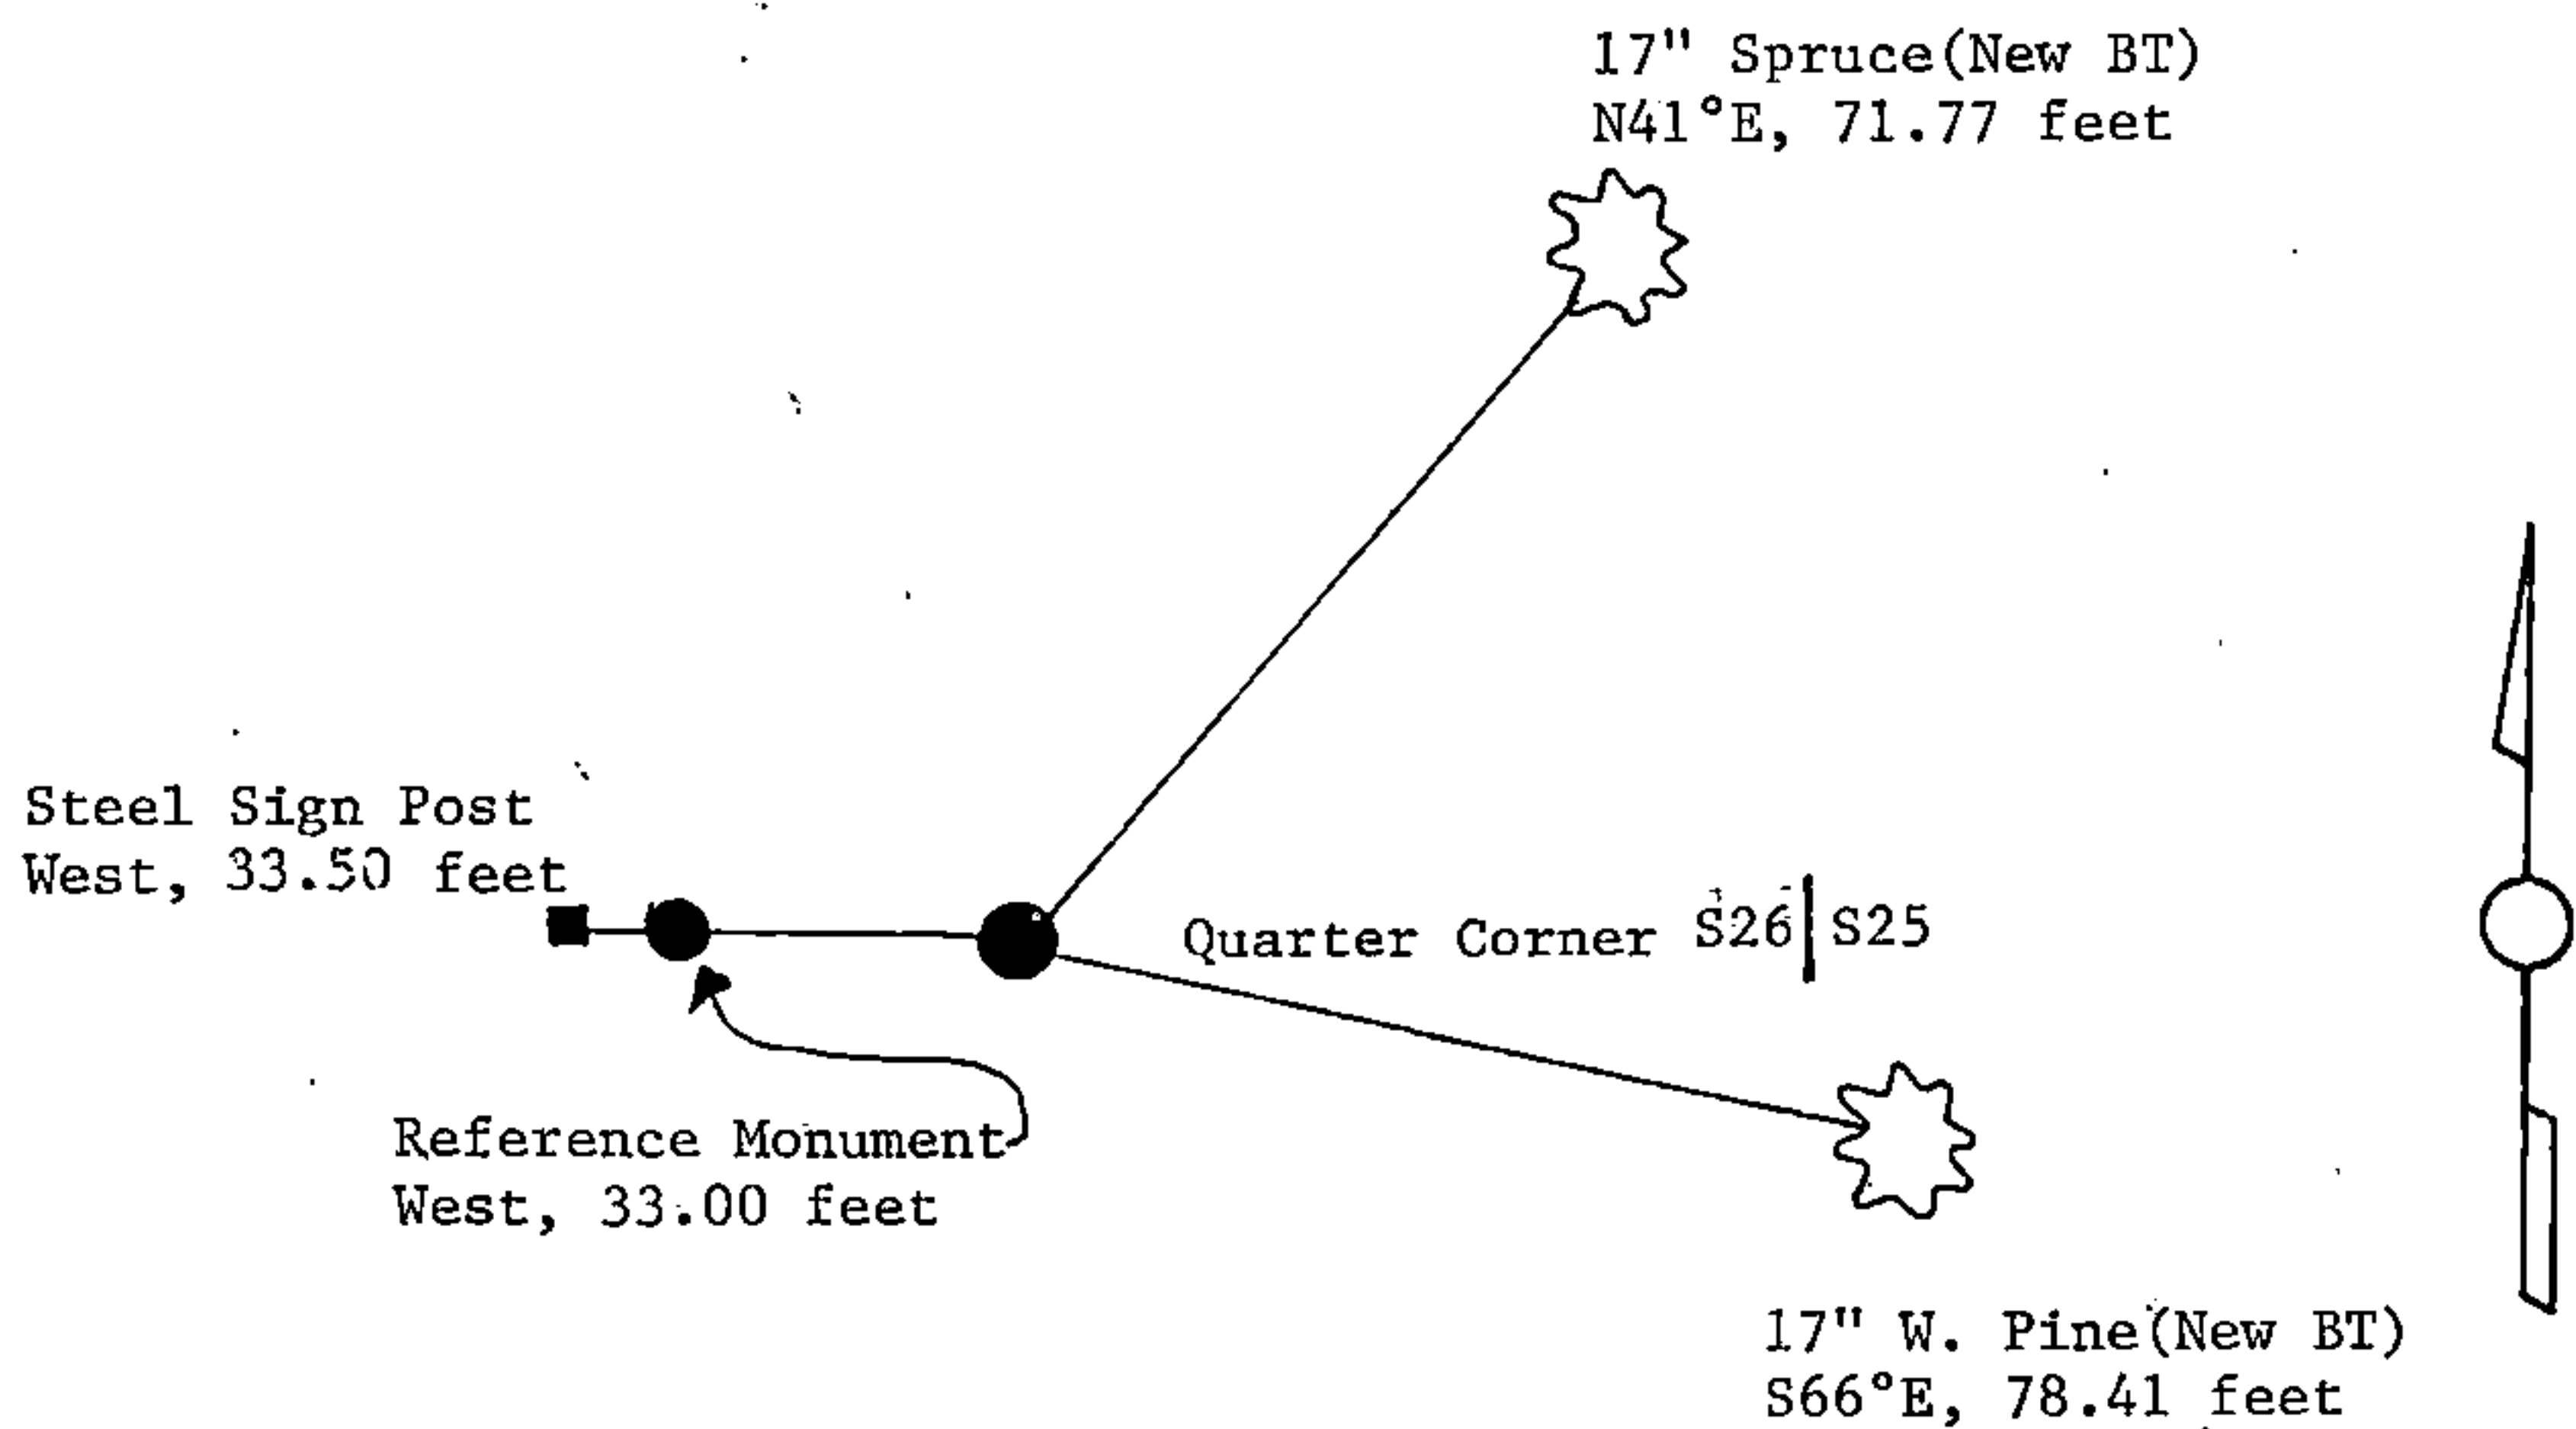 17" Spruce(New BT)
N41°E, 71.77 feet
Steel Sign Post
West, 33.50 feet
Quarter Corner S26|S25
Reference Monument
West, 33.00 feet
17" W. Pine(New BT)
S66°E, 78.41 feet